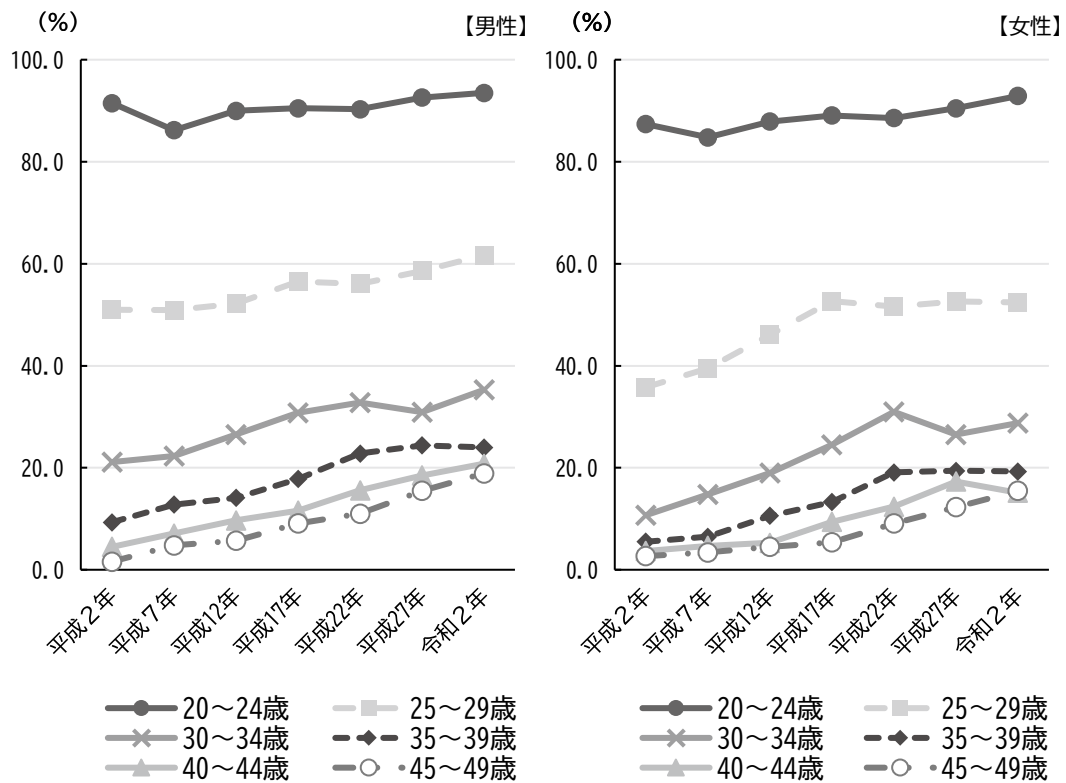 （%）
【男性】
100.0
80.0
60.0
40.0
20.0
0.0
平成２年
平成７年
平成12年
平成17年
平成22年
平成27年
令和２年
20～24歳
25～29歳
30～34歳
35～39歳
40～44歳
45～49歳
（%）
【女性】
100.0
80.0
60.0
40.0
20.0
0.0
平成２年
平成７年
平成12年
平成17年
平成22年
平成27年
令和２年
20～24歳
25～29歳
30～34歳
35～39歳
40～44歳
45～49歳